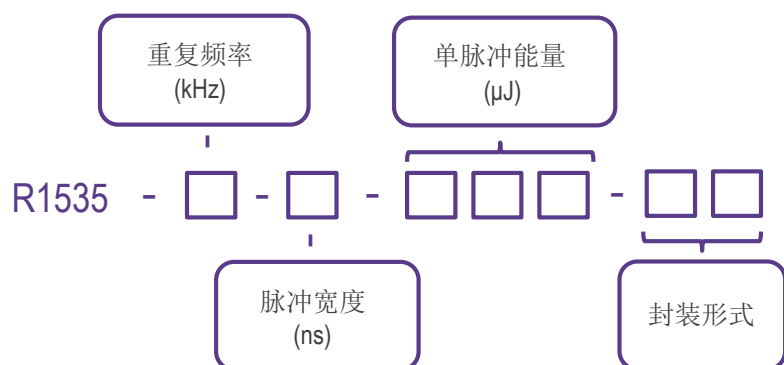 重复频率
(kHz)
单脉冲能量
(μJ)
R1535 - □ - □ - □□□ - □□
脉冲宽度
(ns)
封装形式